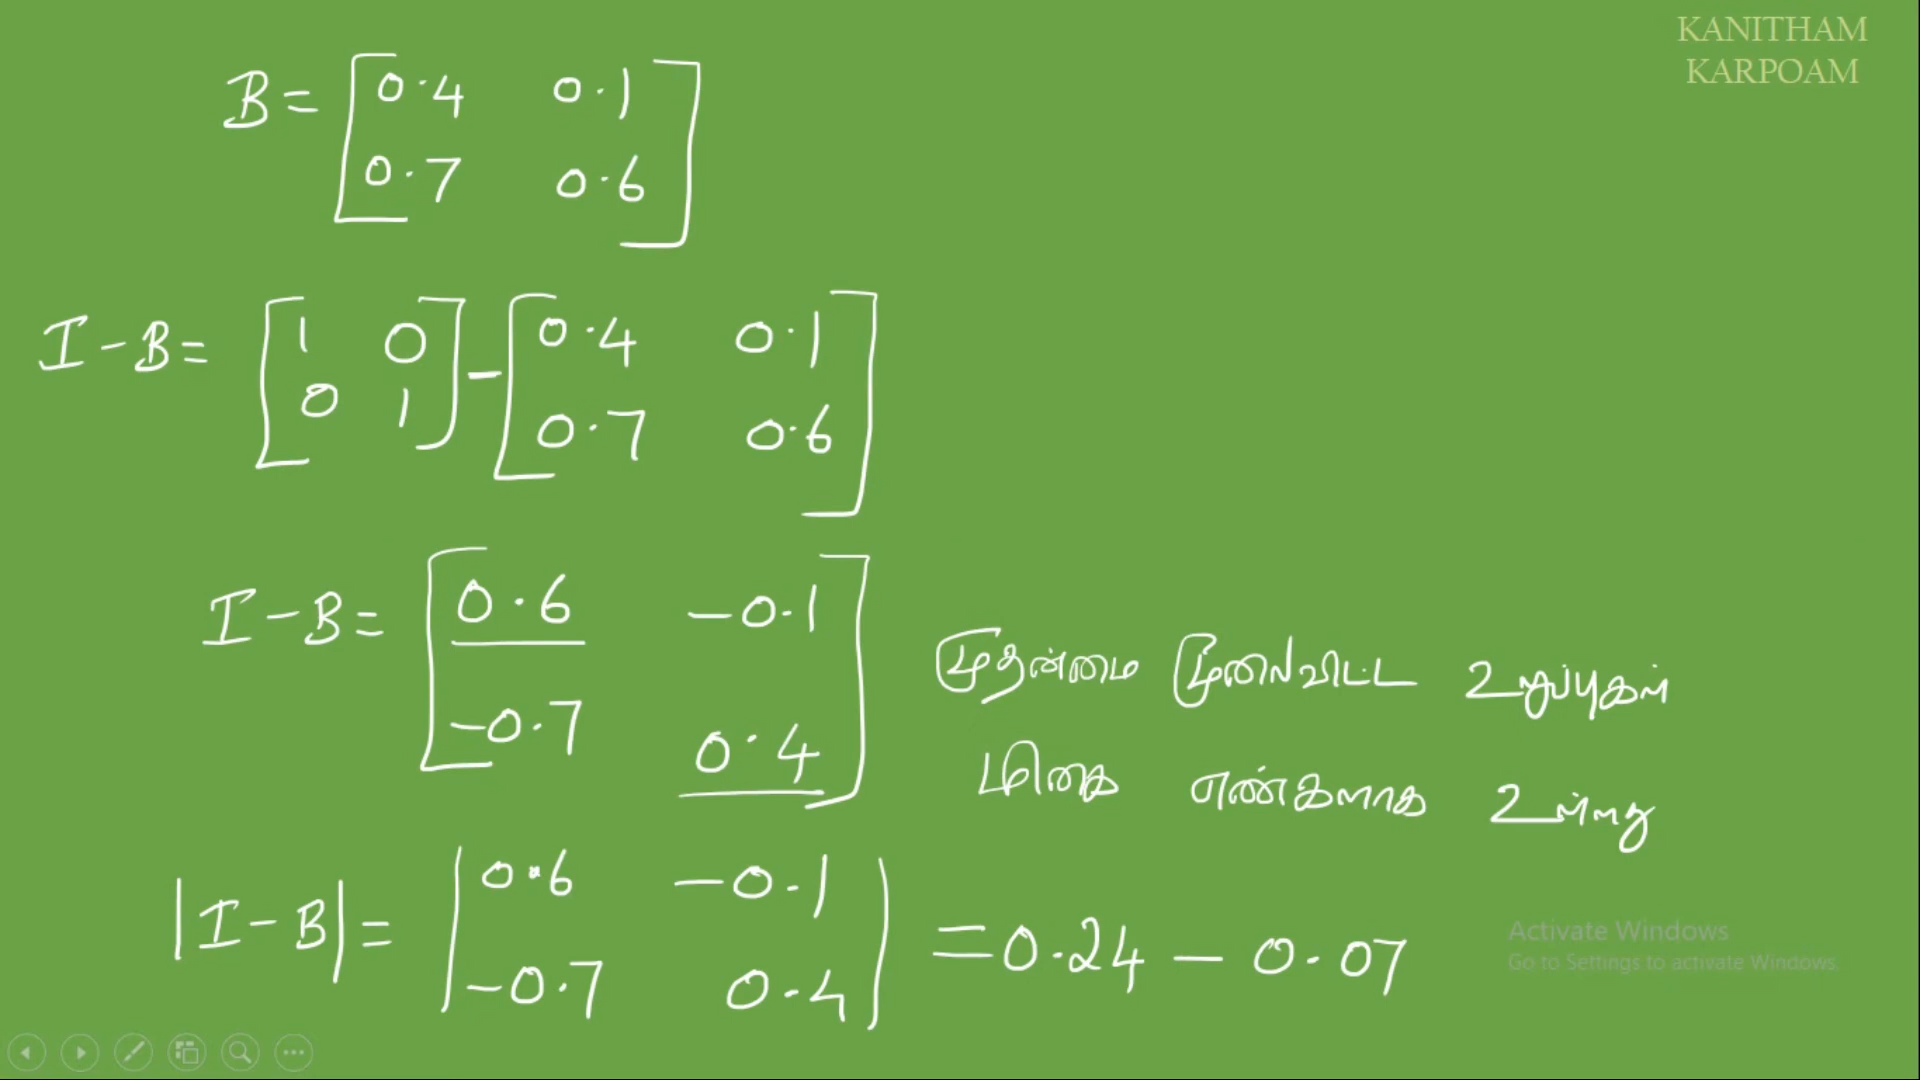 KANITHAM
KARPOAM
B = [0.4 0.1
0.7 0.6]
I - B = [1 0
0 1] - [0.4 0.1
0.7 0.6]
I - B = [0.6 -0.1
-0.7 0.4]
முதன்மை மூலைவிட்ட உறுப்புகள்
மிகை எண்களாக உள்ளது
|I - B| = |0.6 -0.1
-0.7 0.4| = 0.24 - 0.07
Activate Windows
Go to Settings to activate Windows.